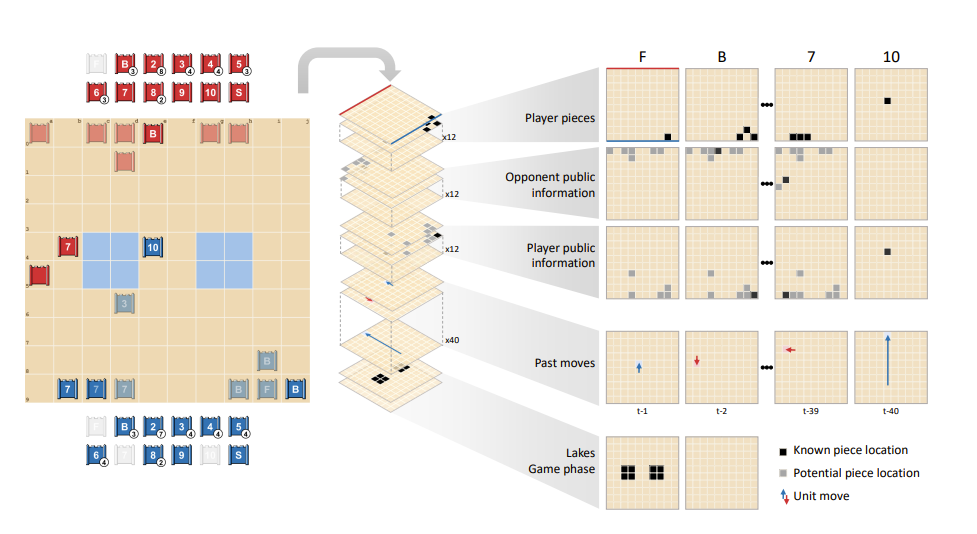 F B 3 2 8 3 4 4 4 5 3
6 3 7 8 2 9 10 S
F B 7 10
a b c d e f g h i j
B
0
1
2
3
4
5
6
7
8
9
7 10
3
B
7 7 7 B F B
F B 3 2 7 3 4 4 4 5 4
6 4 7 8 2 9 10 S
x12
x12
x12
x40
Player pieces
Opponent public
information
Player public
information
Past moves
t-1 t-2 t-39 t-40
Lakes
Game phase
Known piece location
Potential piece location
Unit move